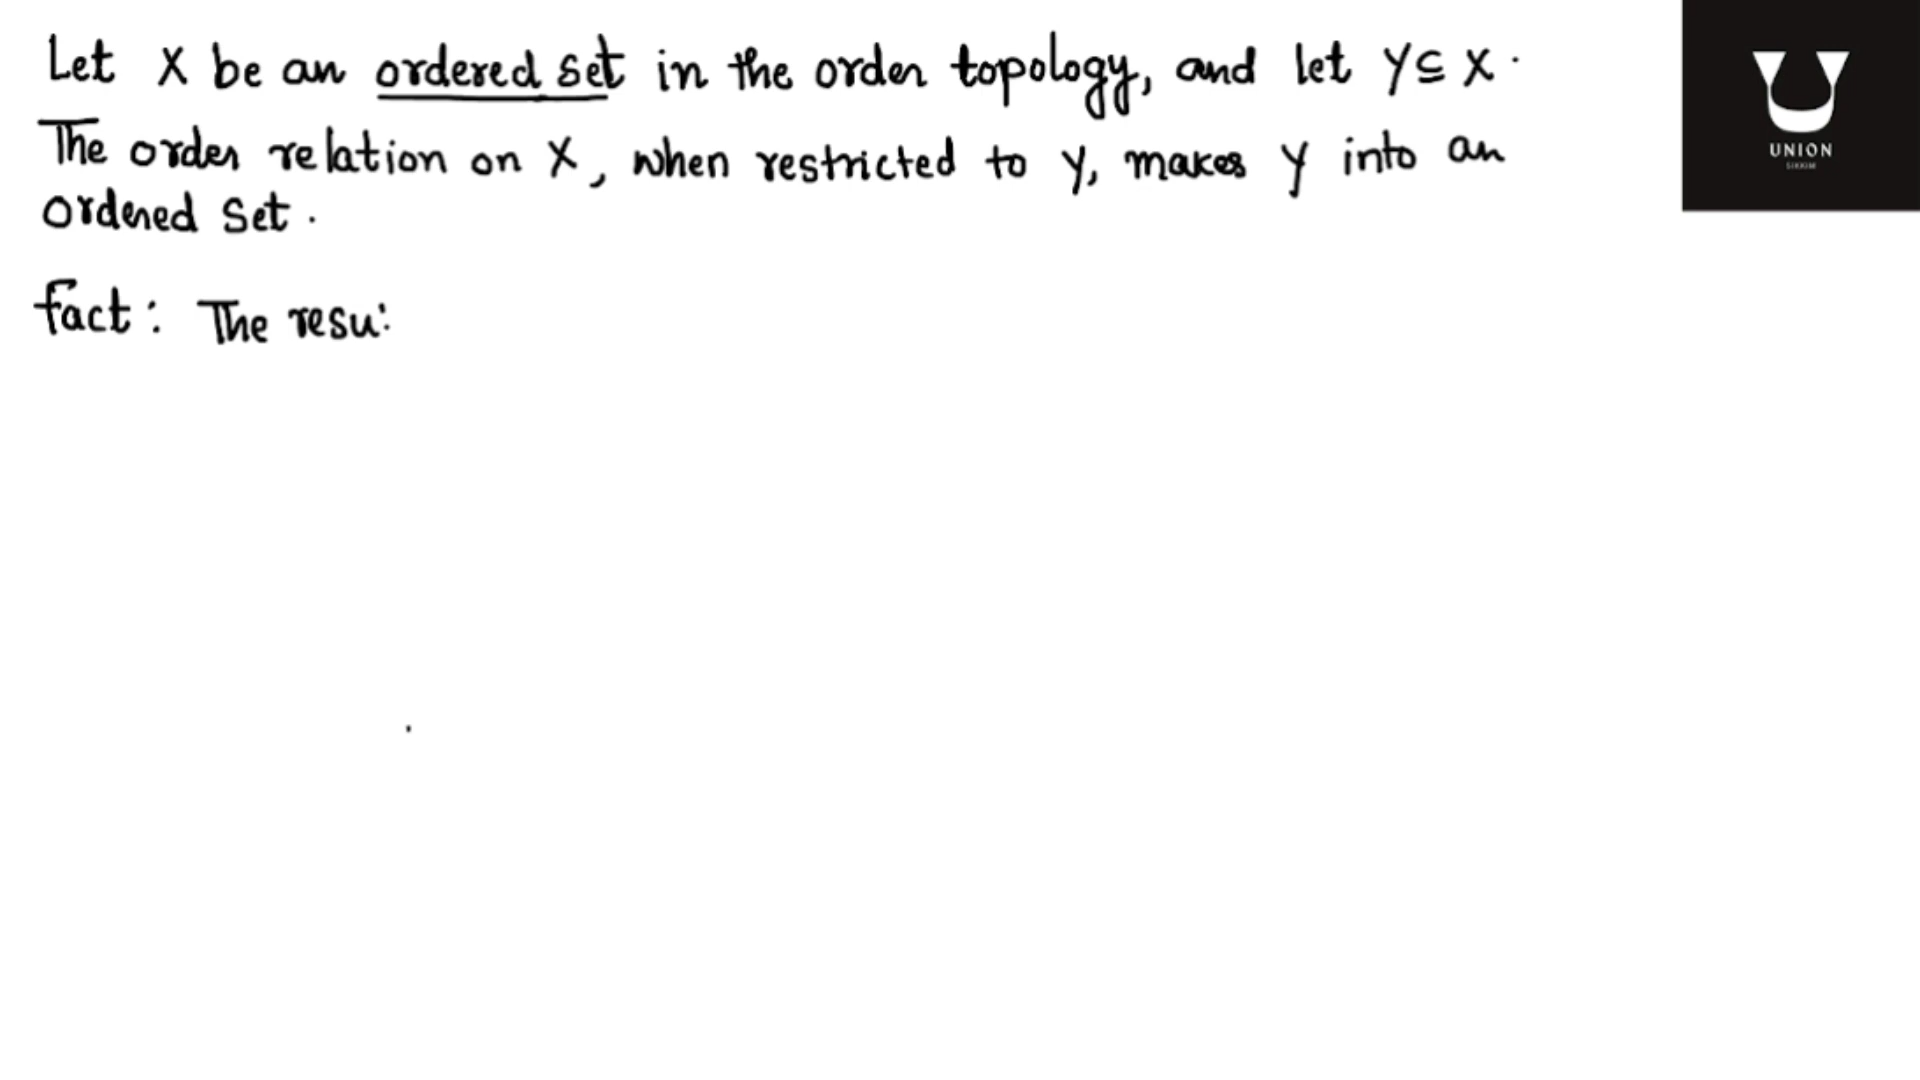 Let X be an ordered set in the order topology, and let Y ⊆ X.
The order relation on X, when restricted to Y, makes Y into an
ordered set.
UNION
SIKKIM
Fact: The resu